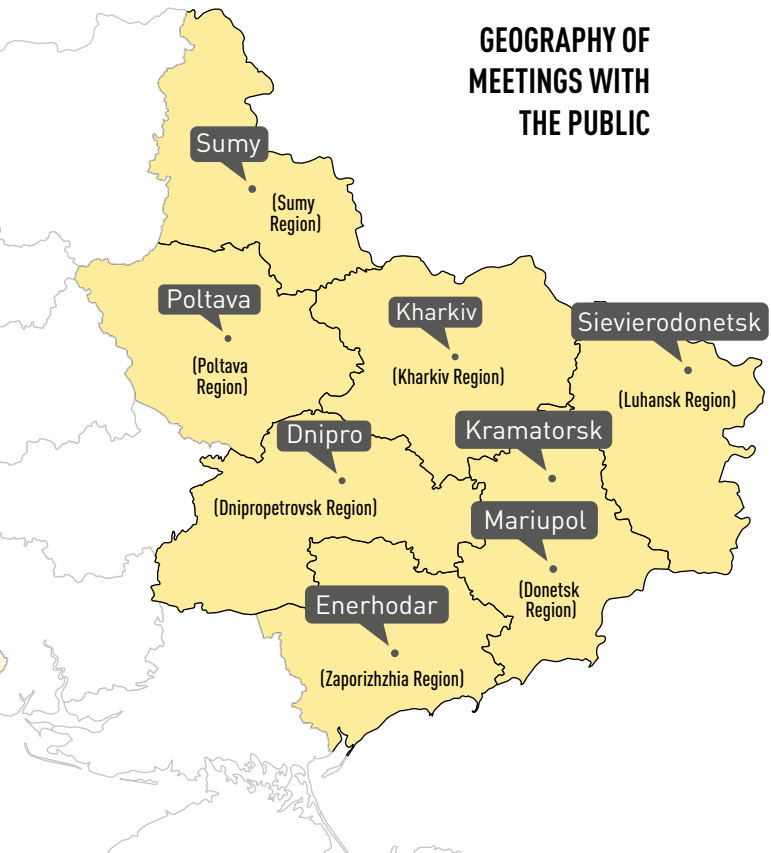 GEOGRAPHY OF
MEETINGS WITH
THE PUBLIC
Sumy
(Sumy
Region)
Poltava
(Poltava
Region)
Kharkiv
(Kharkiv Region)
Sievierodonetsk
(Luhansk Region)
Dnipro
(Dnipropetrovsk Region)
Kramatorsk
Mariupol
(Donetsk
Region)
Enerhodar
(Zaporizhzhia Region)